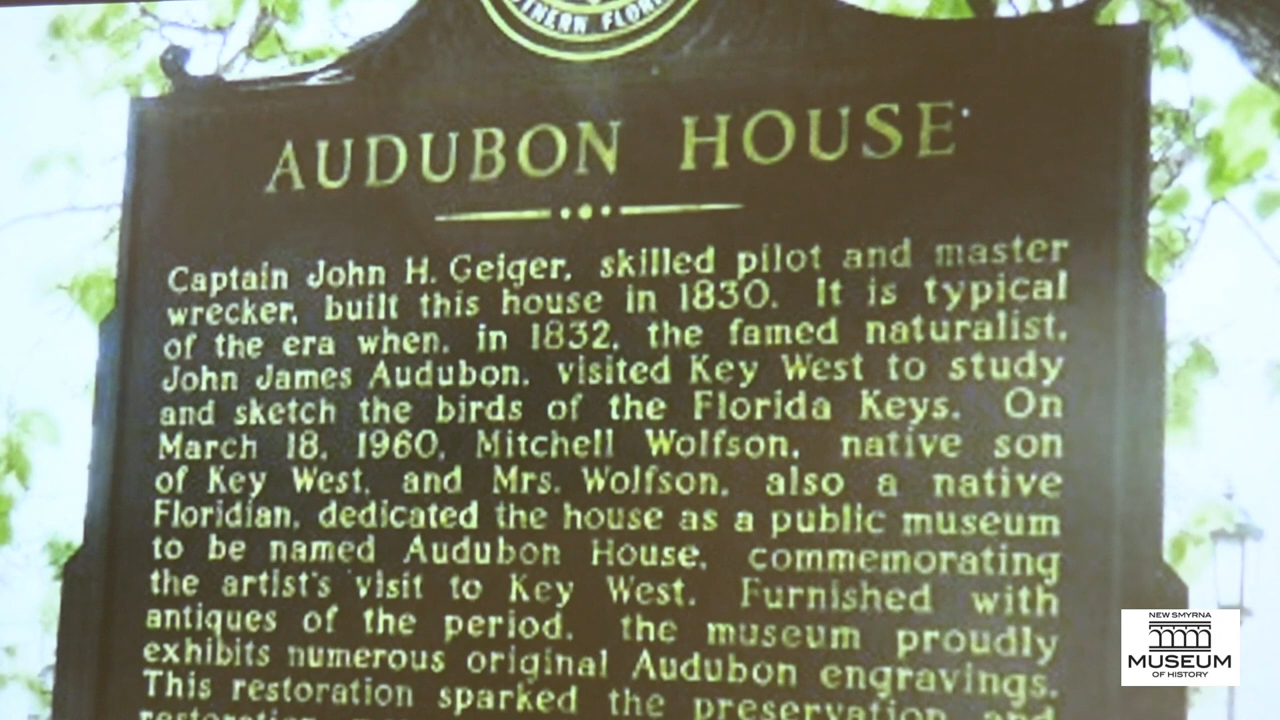 THERN FLORI
AUDUBON HOUSE
Captain John H. Geiger, skilled pilot and master
wrecker, built this house in 1830. It is typical
of the era when, in 1832, the famed naturalist,
John James Audubon, visited Key West to study
and sketch the birds of the Florida Keys. On
March 18, 1960, Mitchell Wolfson, native son
of Key West, and Mrs. Wolfson, also a native
Floridian, dedicated the house as a public museum
to be named Audubon House, commemorating
the artist's visit to Key West. Furnished with
antiques of the period, the museum proudly
exhibits numerous original Audubon engravings.
This restoration sparked the preservation and
restoration
NEW SMYRNA
MUSEUM
OF HISTORY